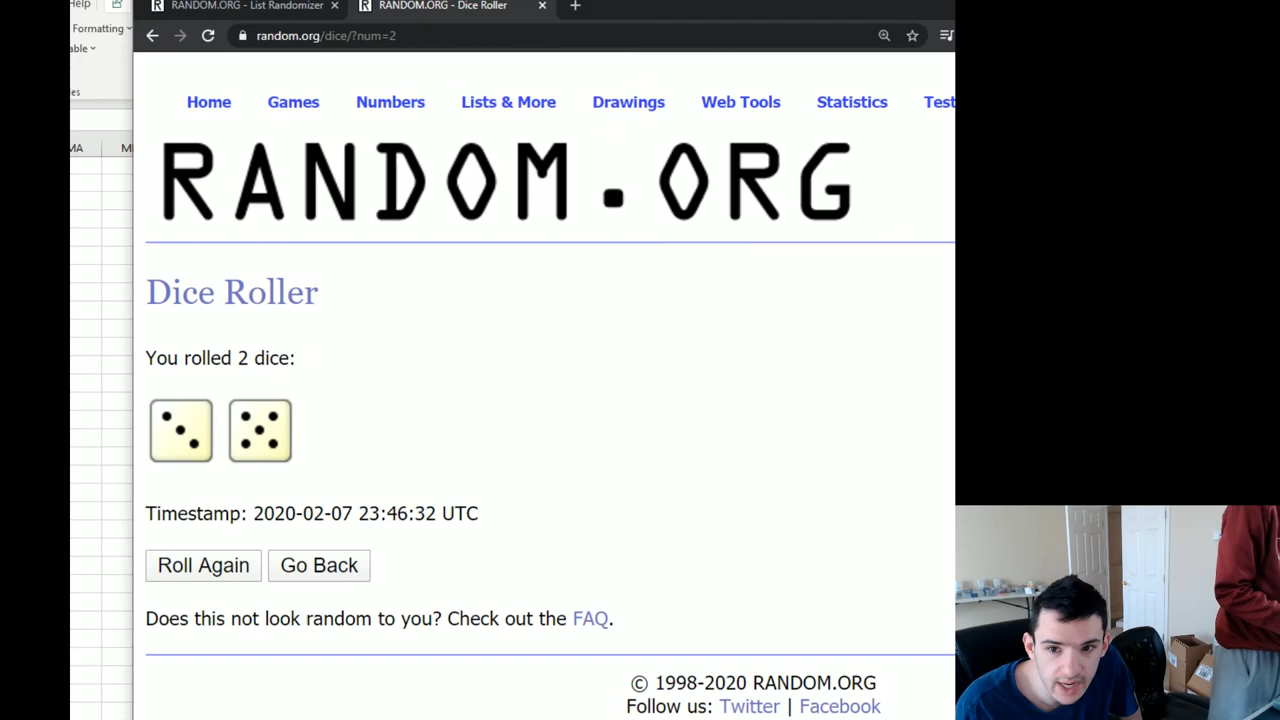 Help
RANDOM.ORG - List Randomizer
RANDOM.ORG - Dice Roller
Formatting
random.org/dice/?num=2
Home Games Numbers Lists & More Drawings Web Tools Statistics Test
RANDOM.ORG
MA
Dice Roller
You rolled 2 dice:
Timestamp: 2020-02-07 23:46:32 UTC
Roll Again Go Back
Does this not look random to you? Check out the FAQ.
© 1998-2020 RANDOM.ORG
Follow us: Twitter | Facebook